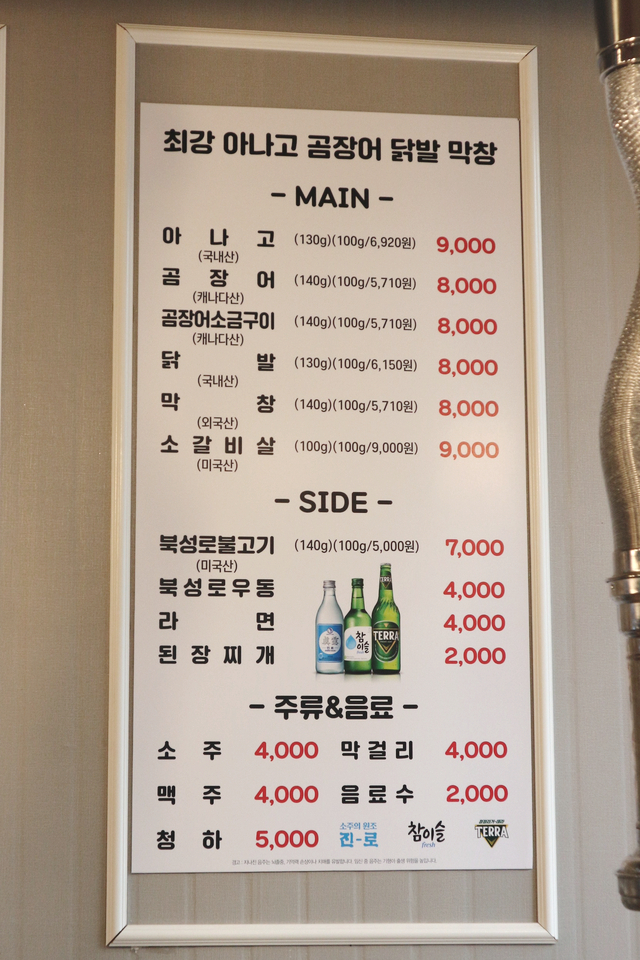 최강 아나고 곰장어 닭발 막창
- MAIN -
아 나 고 (130g)(100g/6,920원) 9,000
(국내산)
곰 장 어 (140g)(100g/5,710원) 8,000
(캐나다산)
곰장어소금구이 (140g)(100g/5,710원) 8,000
(캐나다산)
닭 발 (130g)(100g/6,150원) 8,000
(국내산)
막 창 (140g)(100g/5,710원) 8,000
(외국산)
소 갈 비 살 (100g)(100g/9,000원) 9,000
(미국산)
- SIDE -
북성로불고기 (140g)(100g/5,000원) 7,000
(미국산)
북성로우동 4,000
라 면 4,000
된 장 찌 개 2,000
TERRA
참이슬
fresh
TERRA
- 주류&음료 -
소 주 4,000 막 걸 리 4,000
맥 주 4,000 음 료 수 2,000
청 하 5,000
소주의 원조
진-로
참이슬
fresh
TERRA